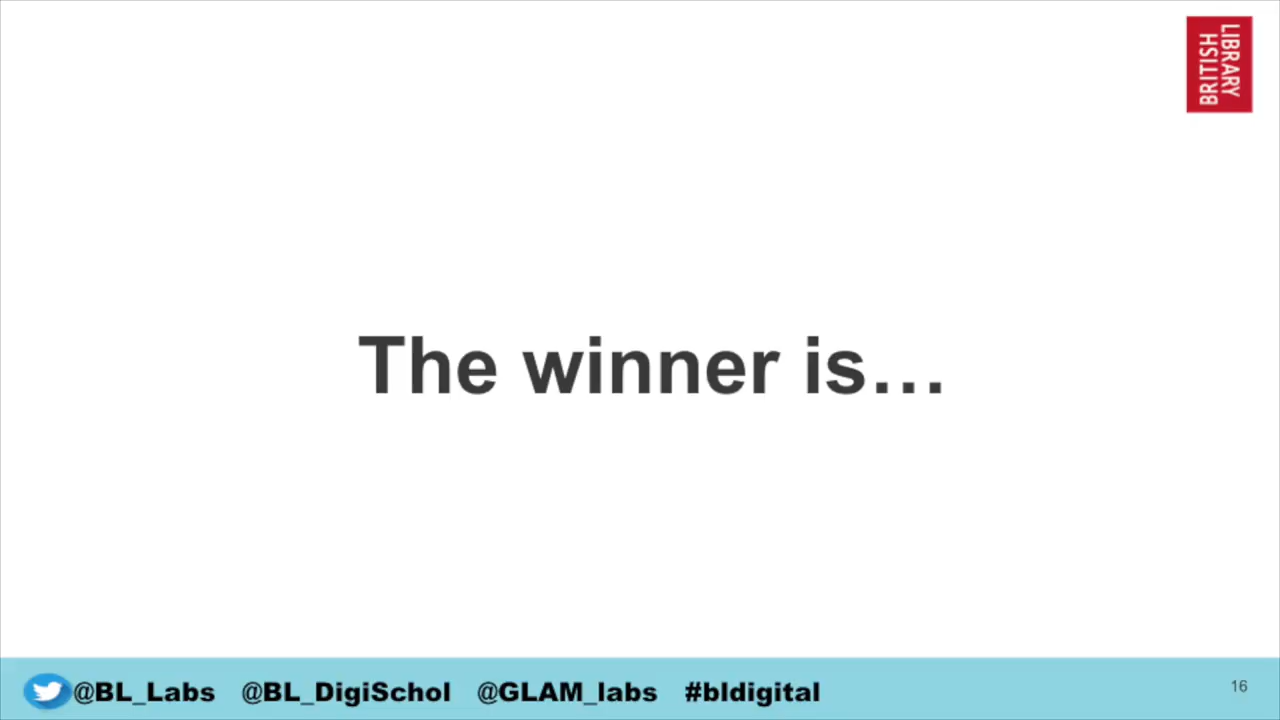 BRITISH
LIBRARY
The winner is…
@BL_Labs @BL_DigiSchol @GLAM_labs #bldigital
16